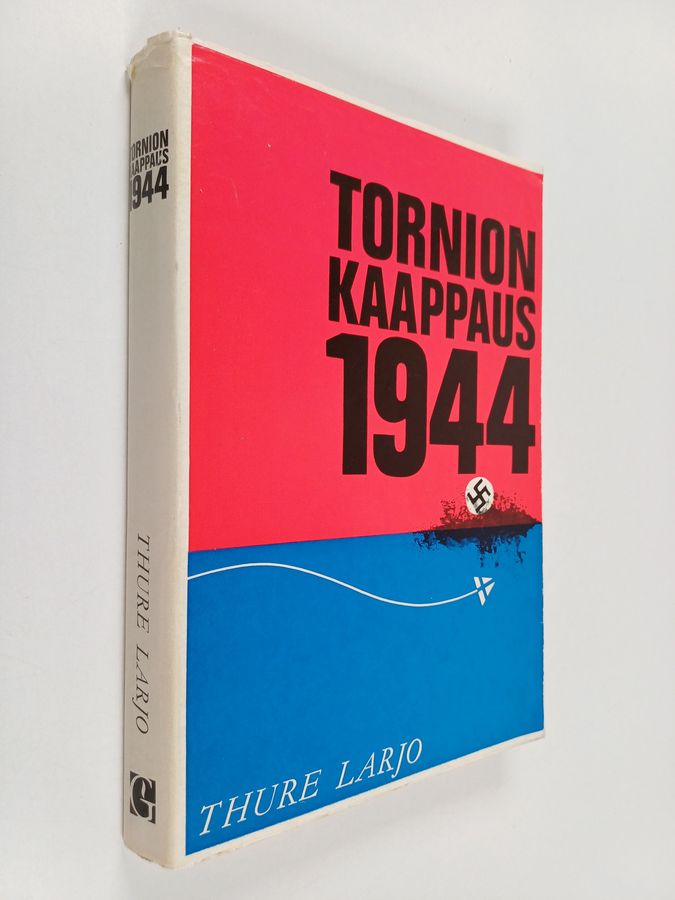 TORNION
KAAPPAUS
1944
THURE LARJO
TORNION
KAAPPAUS
1944
THURE LARJO
G